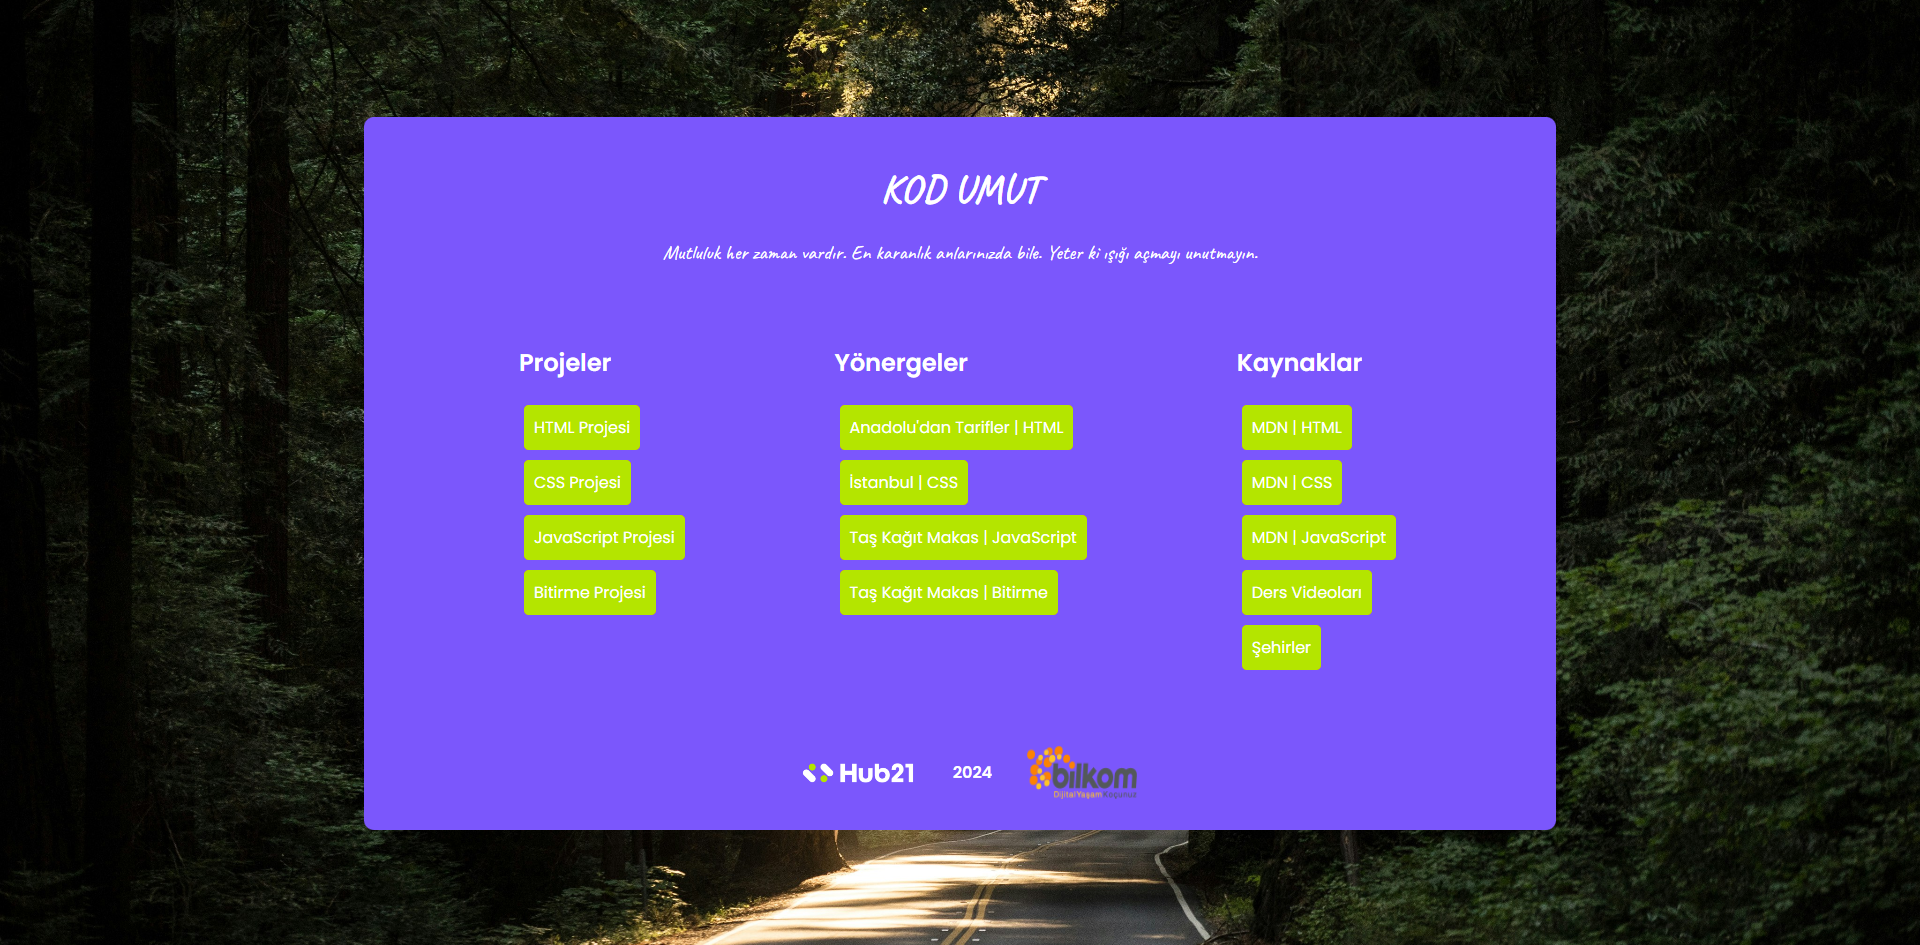 KOD UMUT
Mutluluk her zaman vardır. En karanlık anlarınızda bile. Yeter ki ışığı açmayı unutmayın.
Projeler
HTML Projesi
CSS Projesi
JavaScript Projesi
Bitirme Projesi
Yönergeler
Anadolu'dan Tarifler | HTML
İstanbul | CSS
Taş Kağıt Makas | JavaScript
Taş Kağıt Makas | Bitirme
Kaynaklar
MDN | HTML
MDN | CSS
MDN | JavaScript
Ders Videoları
Şehirler
Hub21
2024
bilkom
Dijital Yaşam Koçunuz